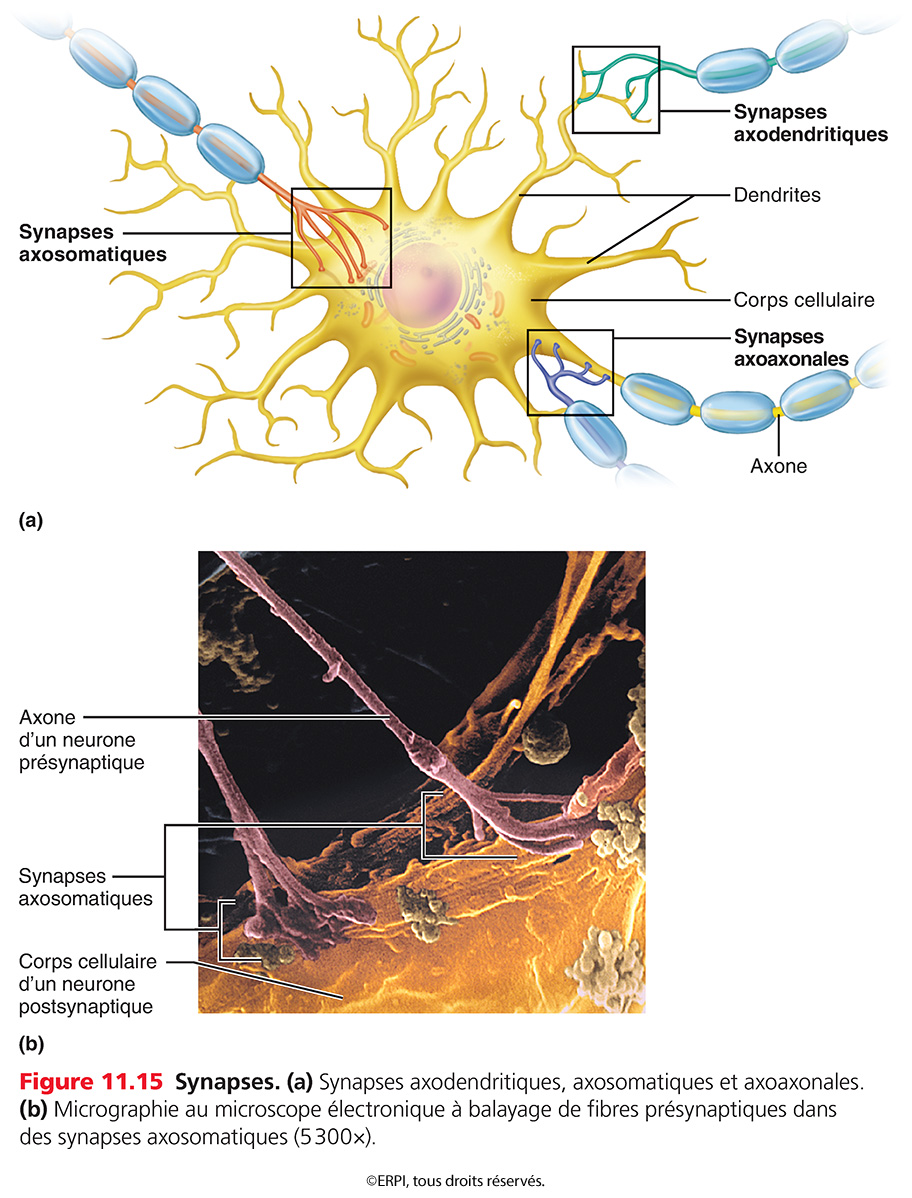 Synapses
axodendritiques
Dendrites
Synapses
axosomatiques
Corps cellulaire
Synapses
axoaxonales
Axone
(a)
Axone
d'un neurone
présynaptique
Synapses
axosomatiques
Corps cellulaire
d'un neurone
postsynaptique
(b)
Figure 11.15 Synapses. (a) Synapses axodendritiques, axosomatiques et axoaxonales.
(b) Micrographie au microscope électronique à balayage de fibres présynaptiques dans
des synapses axosomatiques (5 300×).
©ERPI, tous droits réservés.